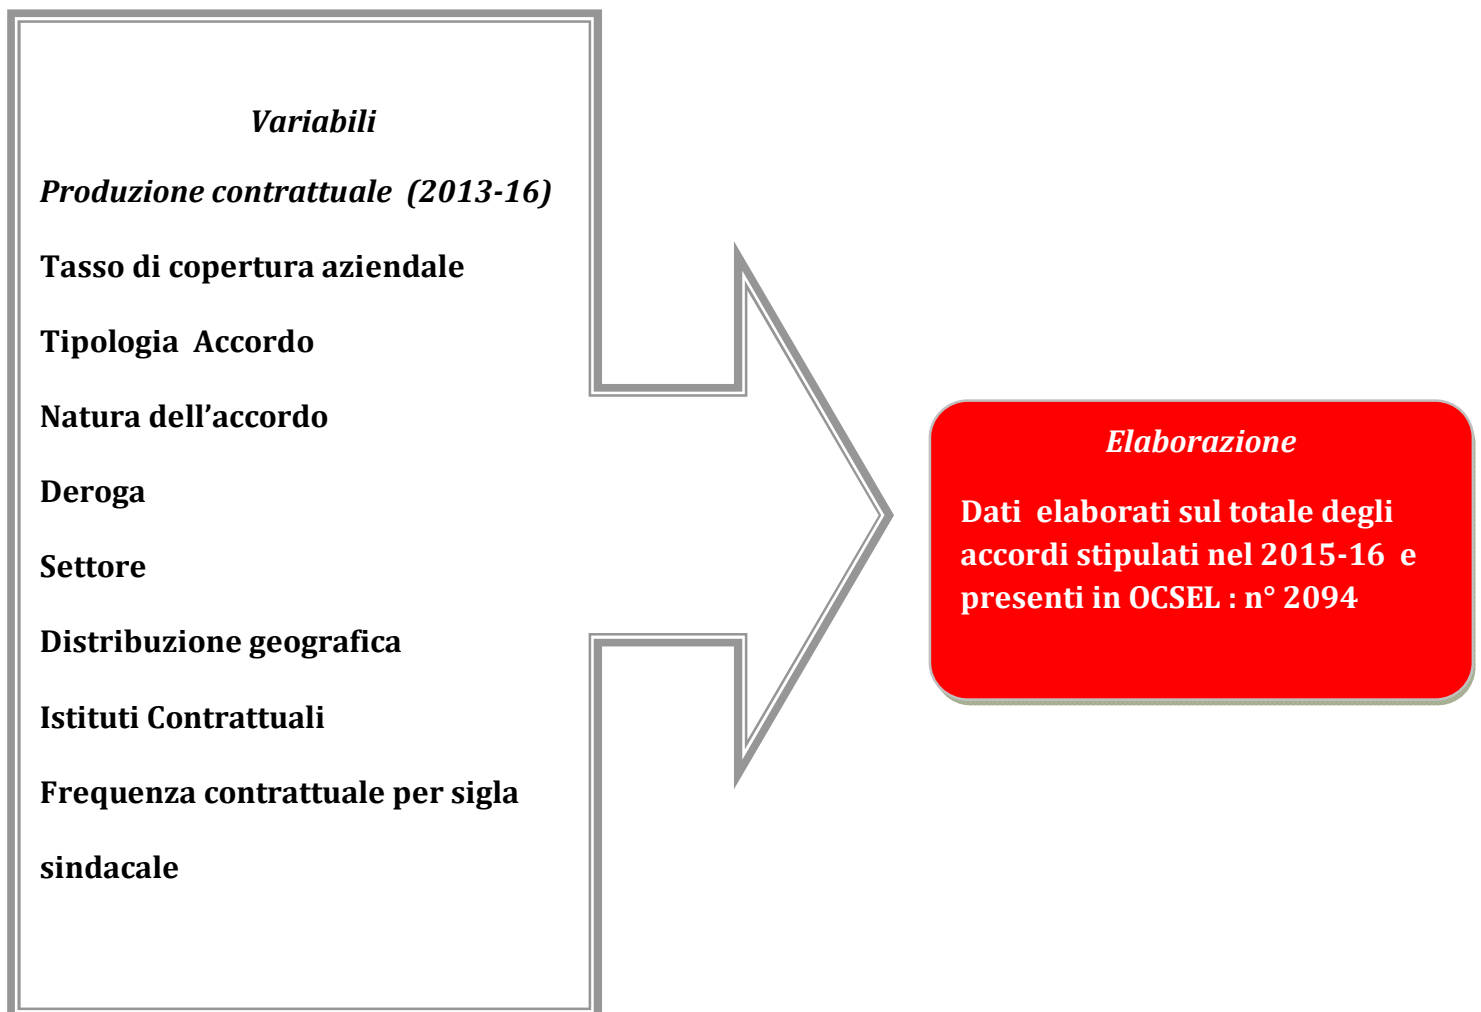 Variabili
Produzione contrattuale (2013-16)
Tasso di copertura aziendale
Tipologia Accordo
Natura dell’accordo
Deroga
Settore
Distribuzione geografica
Istituti Contrattuali
Frequenza contrattuale per sigla
sindacale
Elaborazione
Dati elaborati sul totale degli
accordi stipulati nel 2015-16 e
presenti in OCSEL : n° 2094